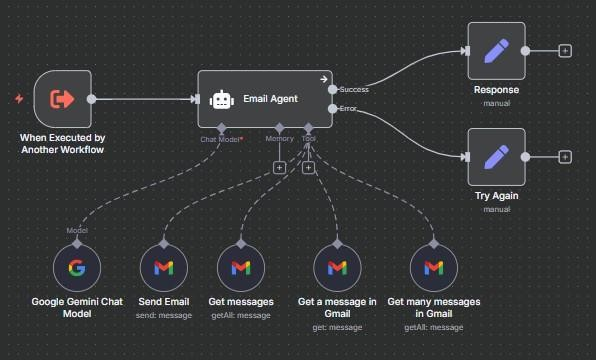 Response
manual
Success
Email Agent
Error
When Executed by
Another Workflow
Chat Model*
Memory
Tool
Try Again
manual
Model
Google Gemini Chat
Model
Send Email
send: message
Get messages
getAll: message
Get a message in
Gmail
get: message
Get many messages
in Gmail
getAll: message